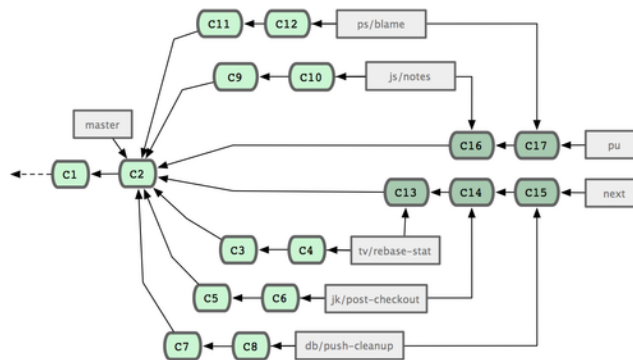 C11 C12 ps/blame
C9 C10 js/notes
master
C16 C17 pu
C1 C2
C13 C14 C15 next
C3 C4 tv/rebase-stat
C5 C6 jk/post-checkout
C7 C8 db/push-cleanup